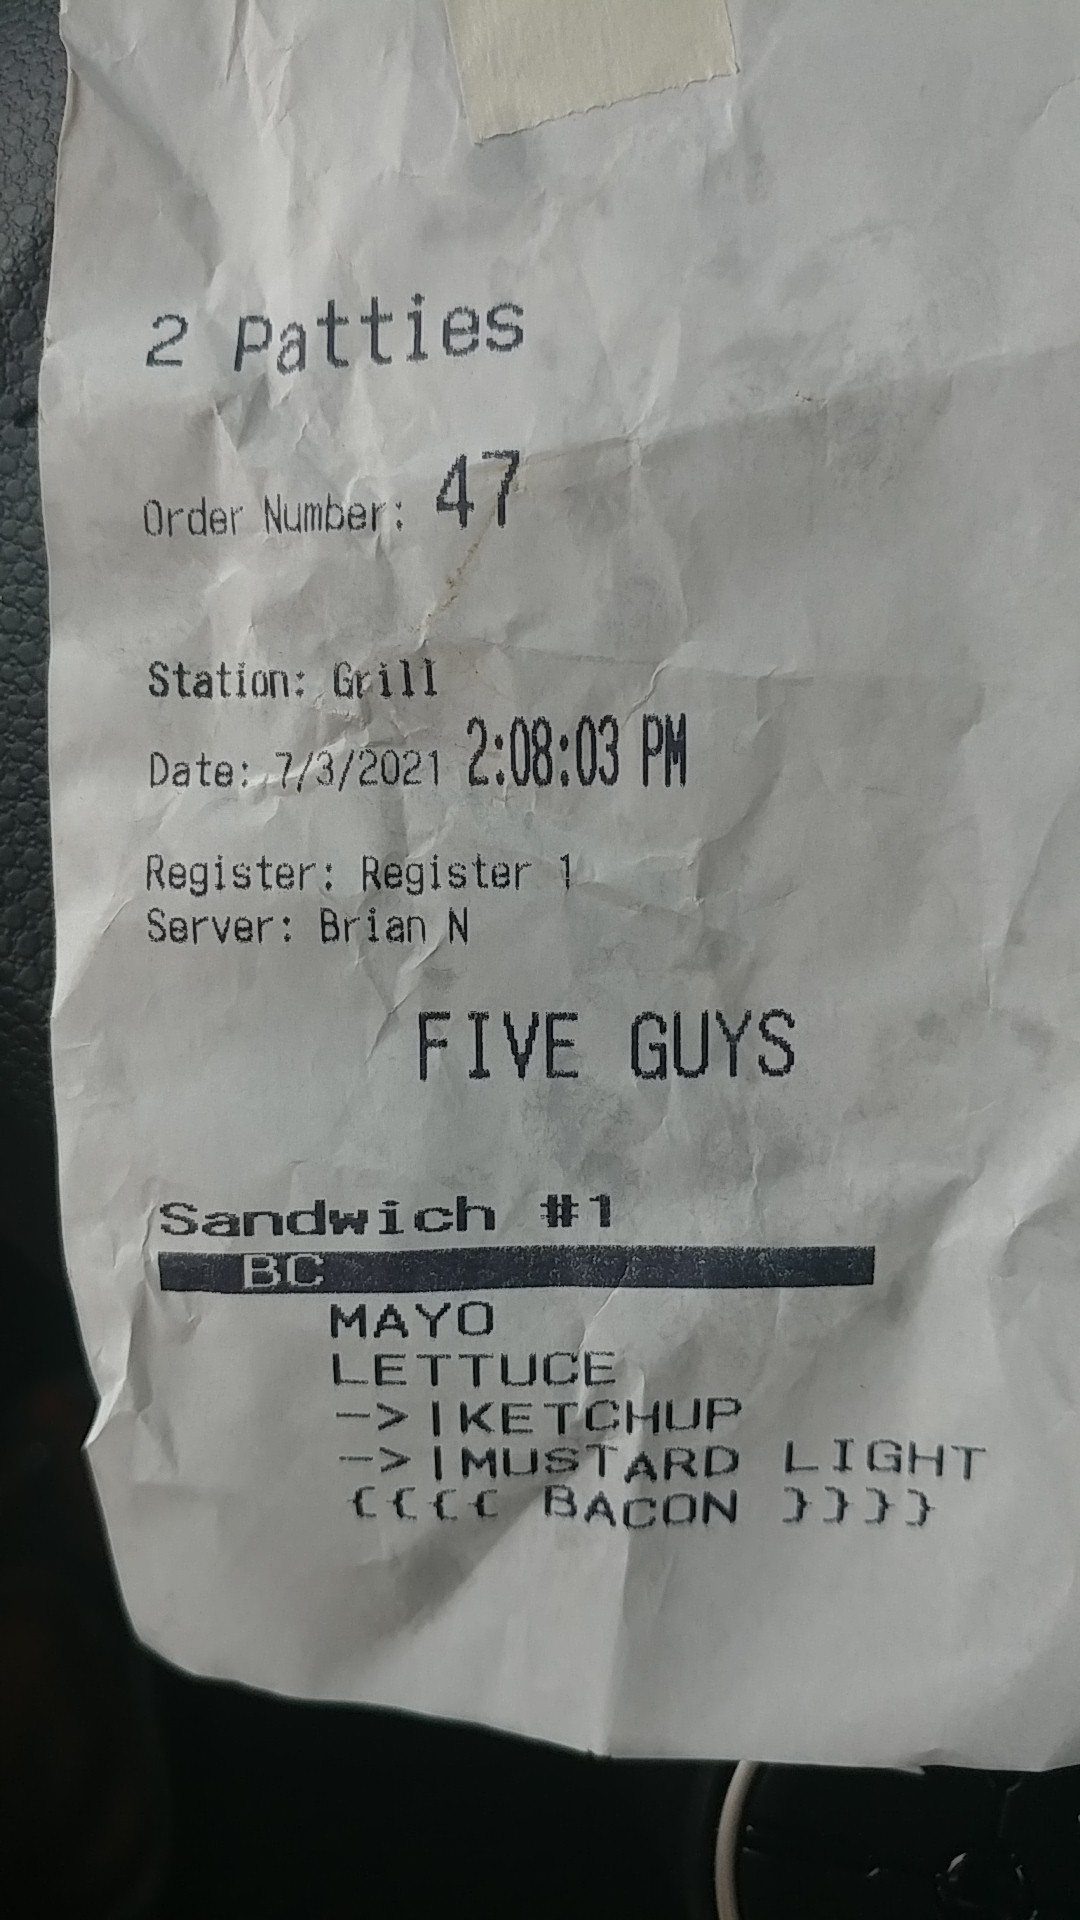 2 Patties
Order Number: 47
Station: Grill
Date: 7/3/2021 2:08:03 PM
Register: Register 1
Server: Brian N
FIVE GUYS
Sandwich #1
BC
MAYO
LETTUCE
->|KETCHUP
->|MUSTARD LIGHT
{{{{ BACON }}}}